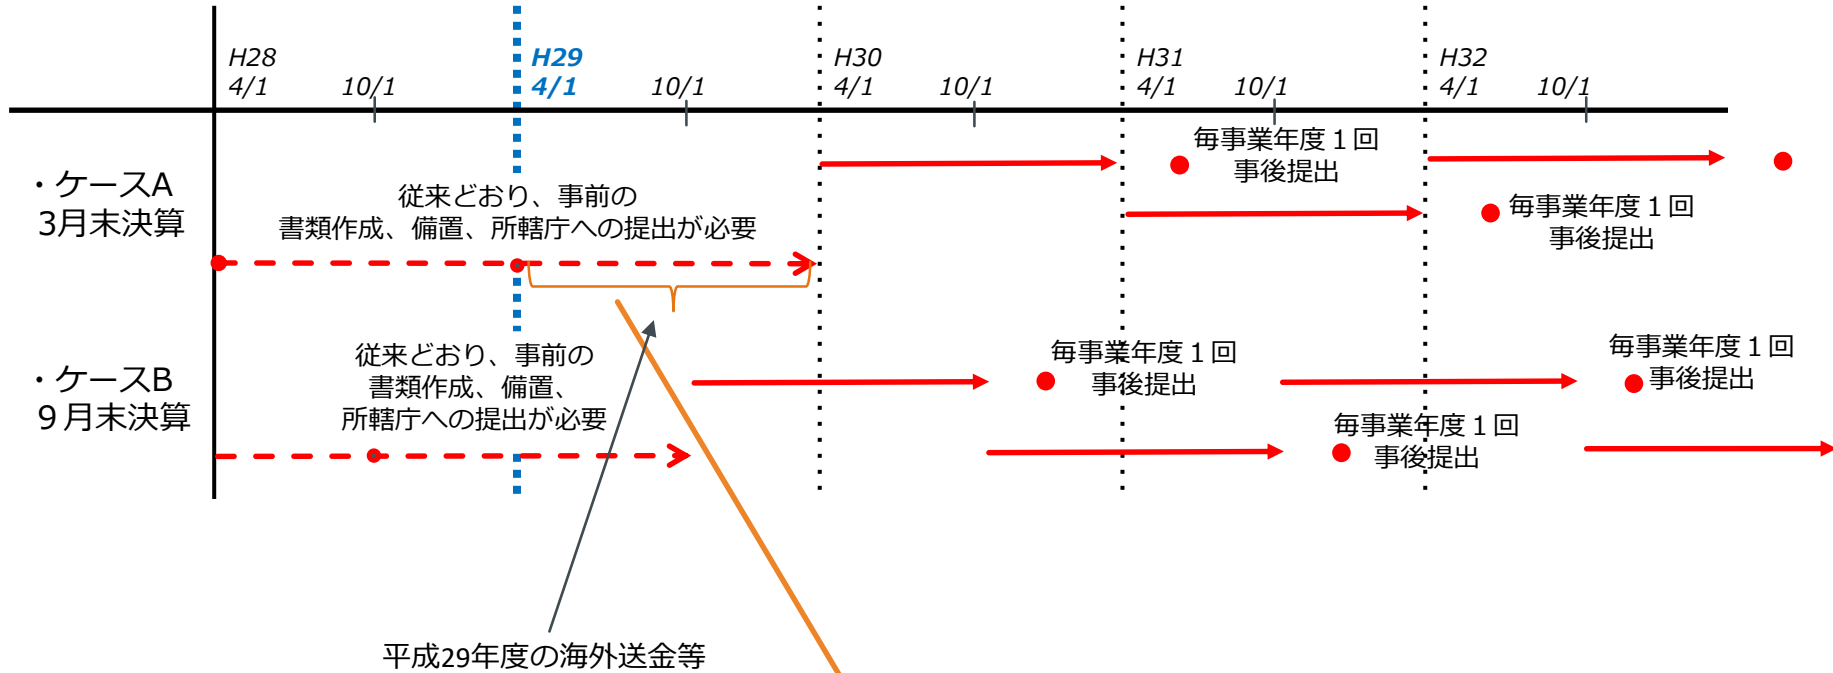 H28
4/1
10/1
H29
4/1
10/1
H30
4/1
10/1
H31
4/1
10/1
H32
4/1
10/1
・ケースA
3月末決算
従来どおり、事前の
書類作成、備置、所轄庁への提出が必要
毎事業年度１回
事後提出
毎事業年度１回
事後提出
・ケースB
９月末決算
従来どおり、事前の
書類作成、備置、
所轄庁への提出が必要
毎事業年度１回
事後提出
毎事業年度１回
事後提出
毎事業年度１回
事後提出
平成29年度の海外送金等